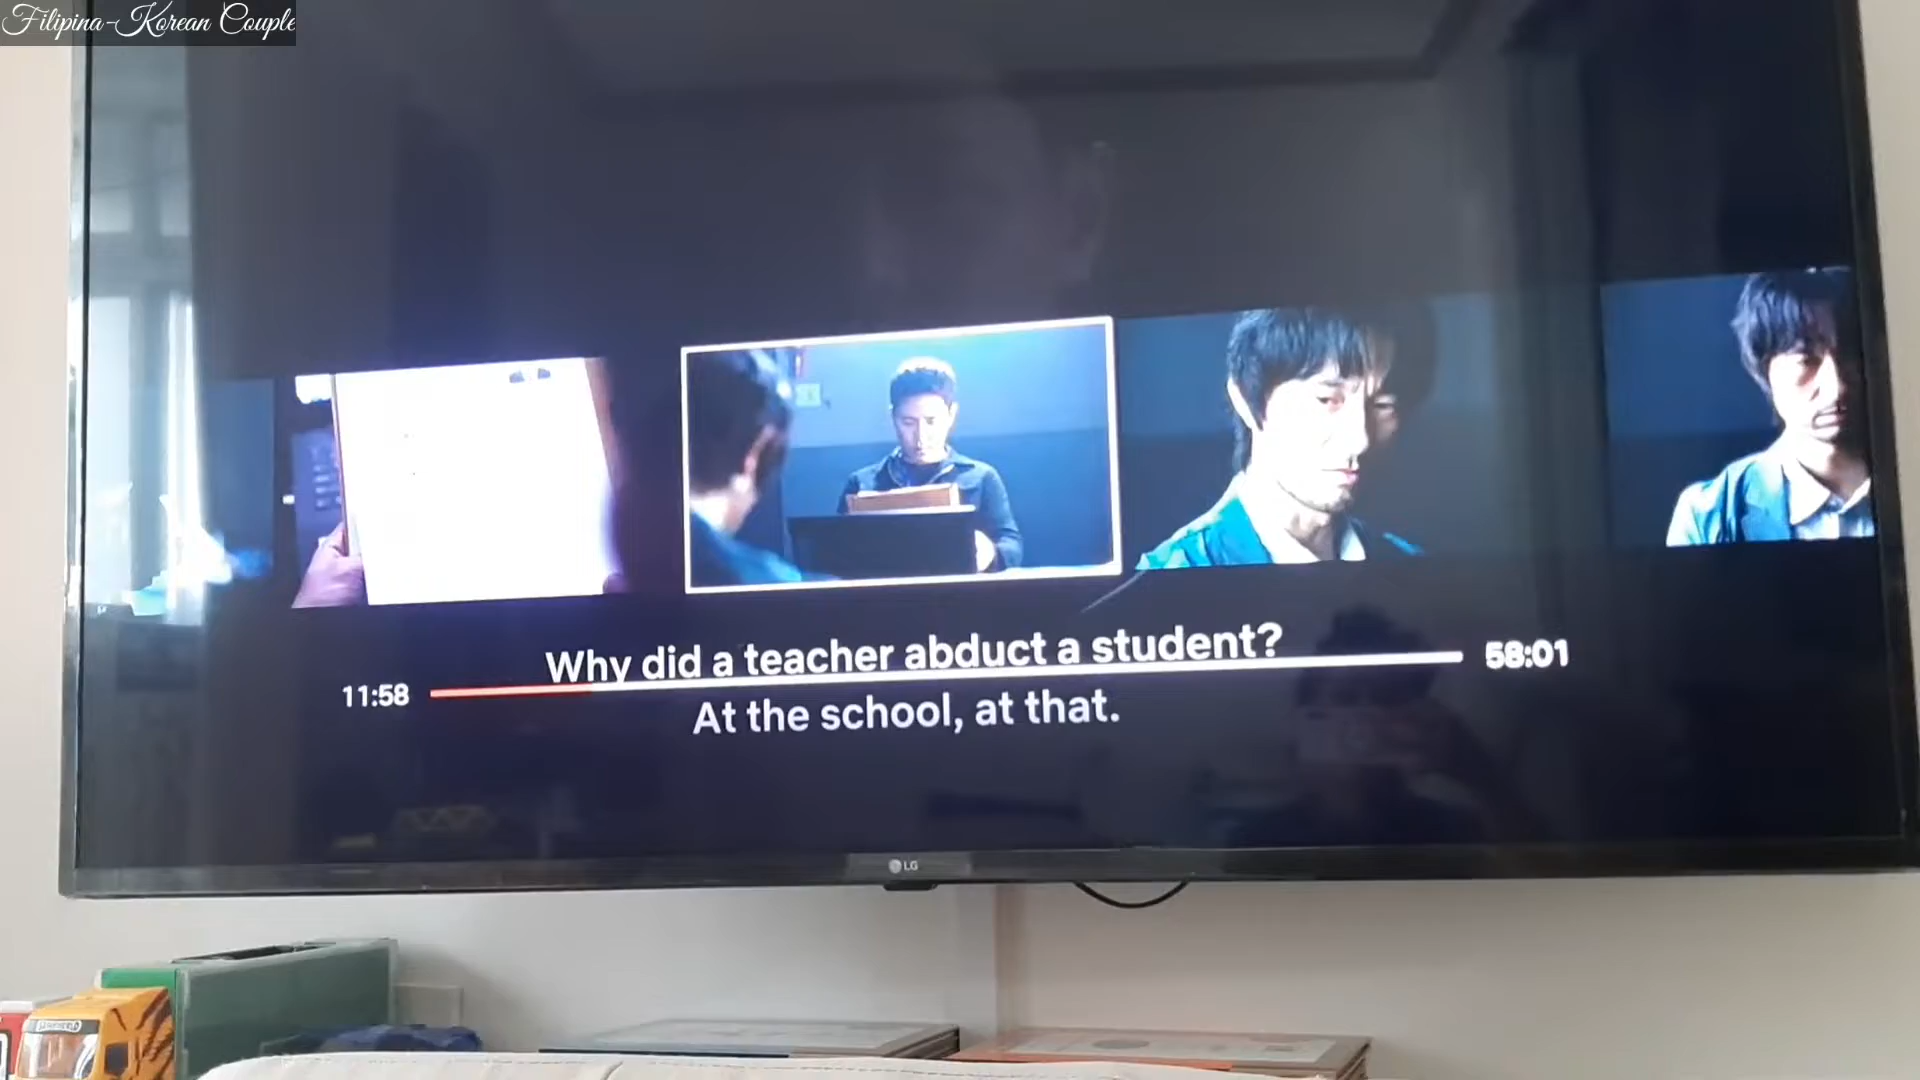 Filipina-Korean Couple
Why did a teacher abduct a student?
11:58
58:01
At the school, at that.
LG